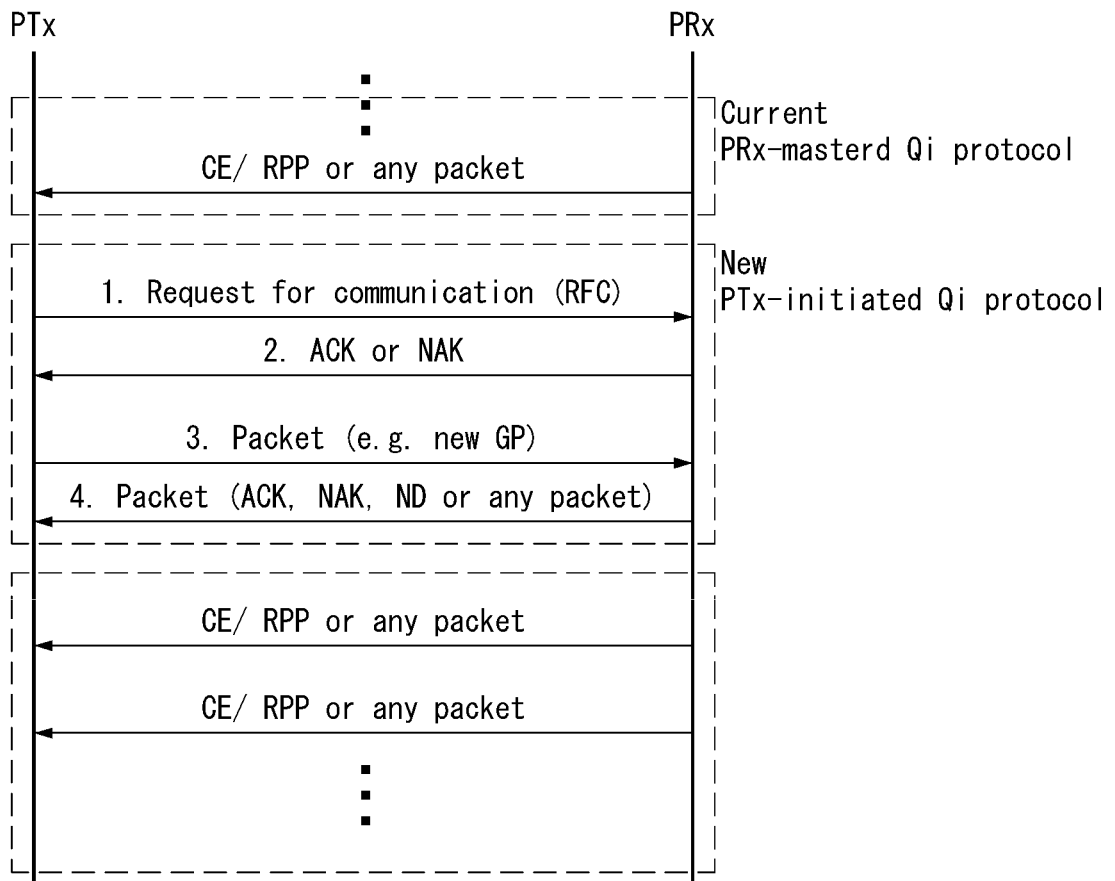 PTx
PRx
Current
PRx-masterd Qi protocol
CE/ RPP or any packet
New
PTx-initiated Qi protocol
1. Request for communication (RFC)
2. ACK or NAK
3. Packet (e.g. new GP)
4. Packet (ACK, NAK, ND or any packet)
CE/ RPP or any packet
CE/ RPP or any packet